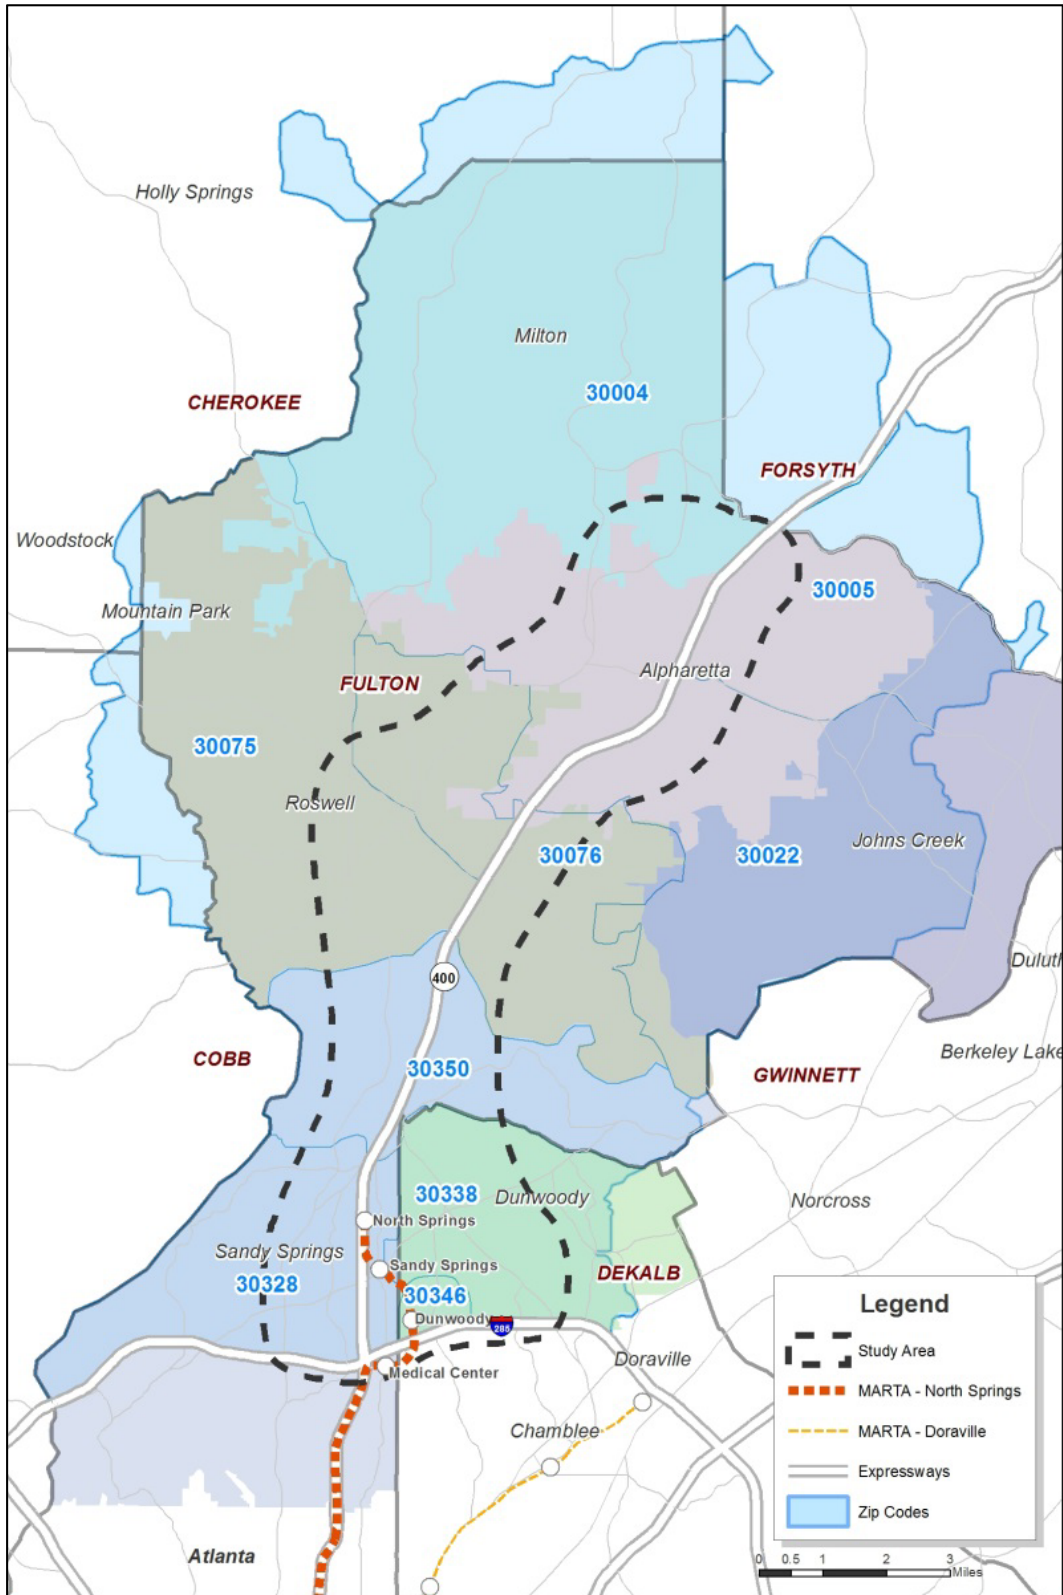 Holly Springs
Milton
30004
CHEROKEE
FORSYTH
Woodstock
Mountain Park
30005
Alpharetta
FULTON
30075
Roswell
30076
30022
Johns Creek
400
Duluth
COBB
30350
GWINNETT
Berkeley Lake
30338
Dunwoody
Norcross
North Springs
Sandy Springs
Sandy Springs
DEKALB
30328
30346
Dunwoody
285
Medical Center
Doraville
Chamblee
Atlanta
Legend
Study Area
MARTA - North Springs
MARTA - Doraville
Expressways
Zip Codes
0 0.5 1 2 3
Miles